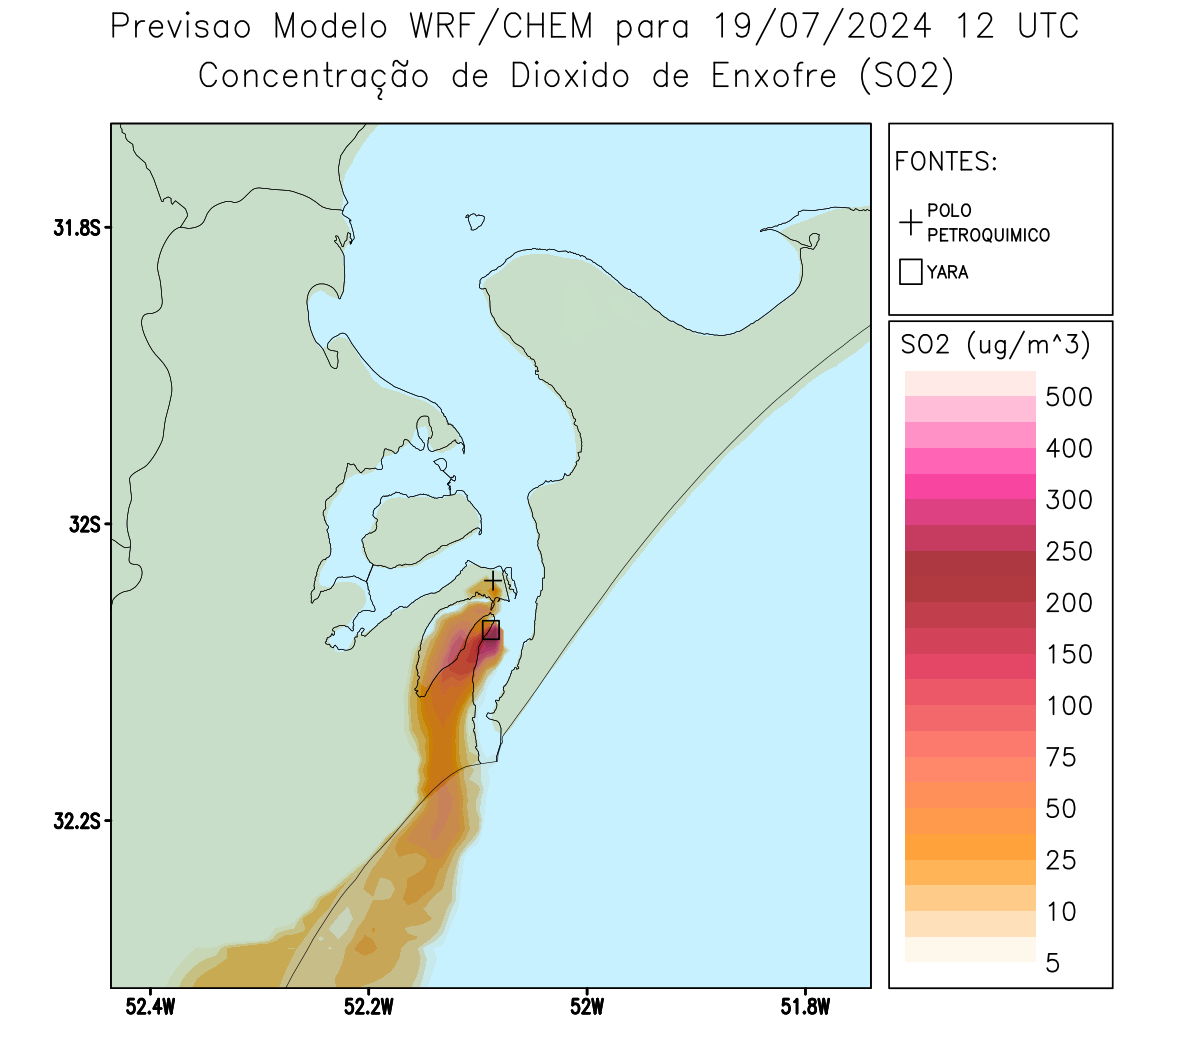 Previsao Modelo WRF/CHEM para 19/07/2024 12 UTC
Concentração de Dioxido de Enxofre (SO2)
FONTES:
POLO
PETROQUIMICO
YARA
SO2 (ug/m^3)
500
400
300
250
200
150
100
75
50
25
10
5
31.8S
32S
32.2S
52.4W
52.2W
52W
51.8W